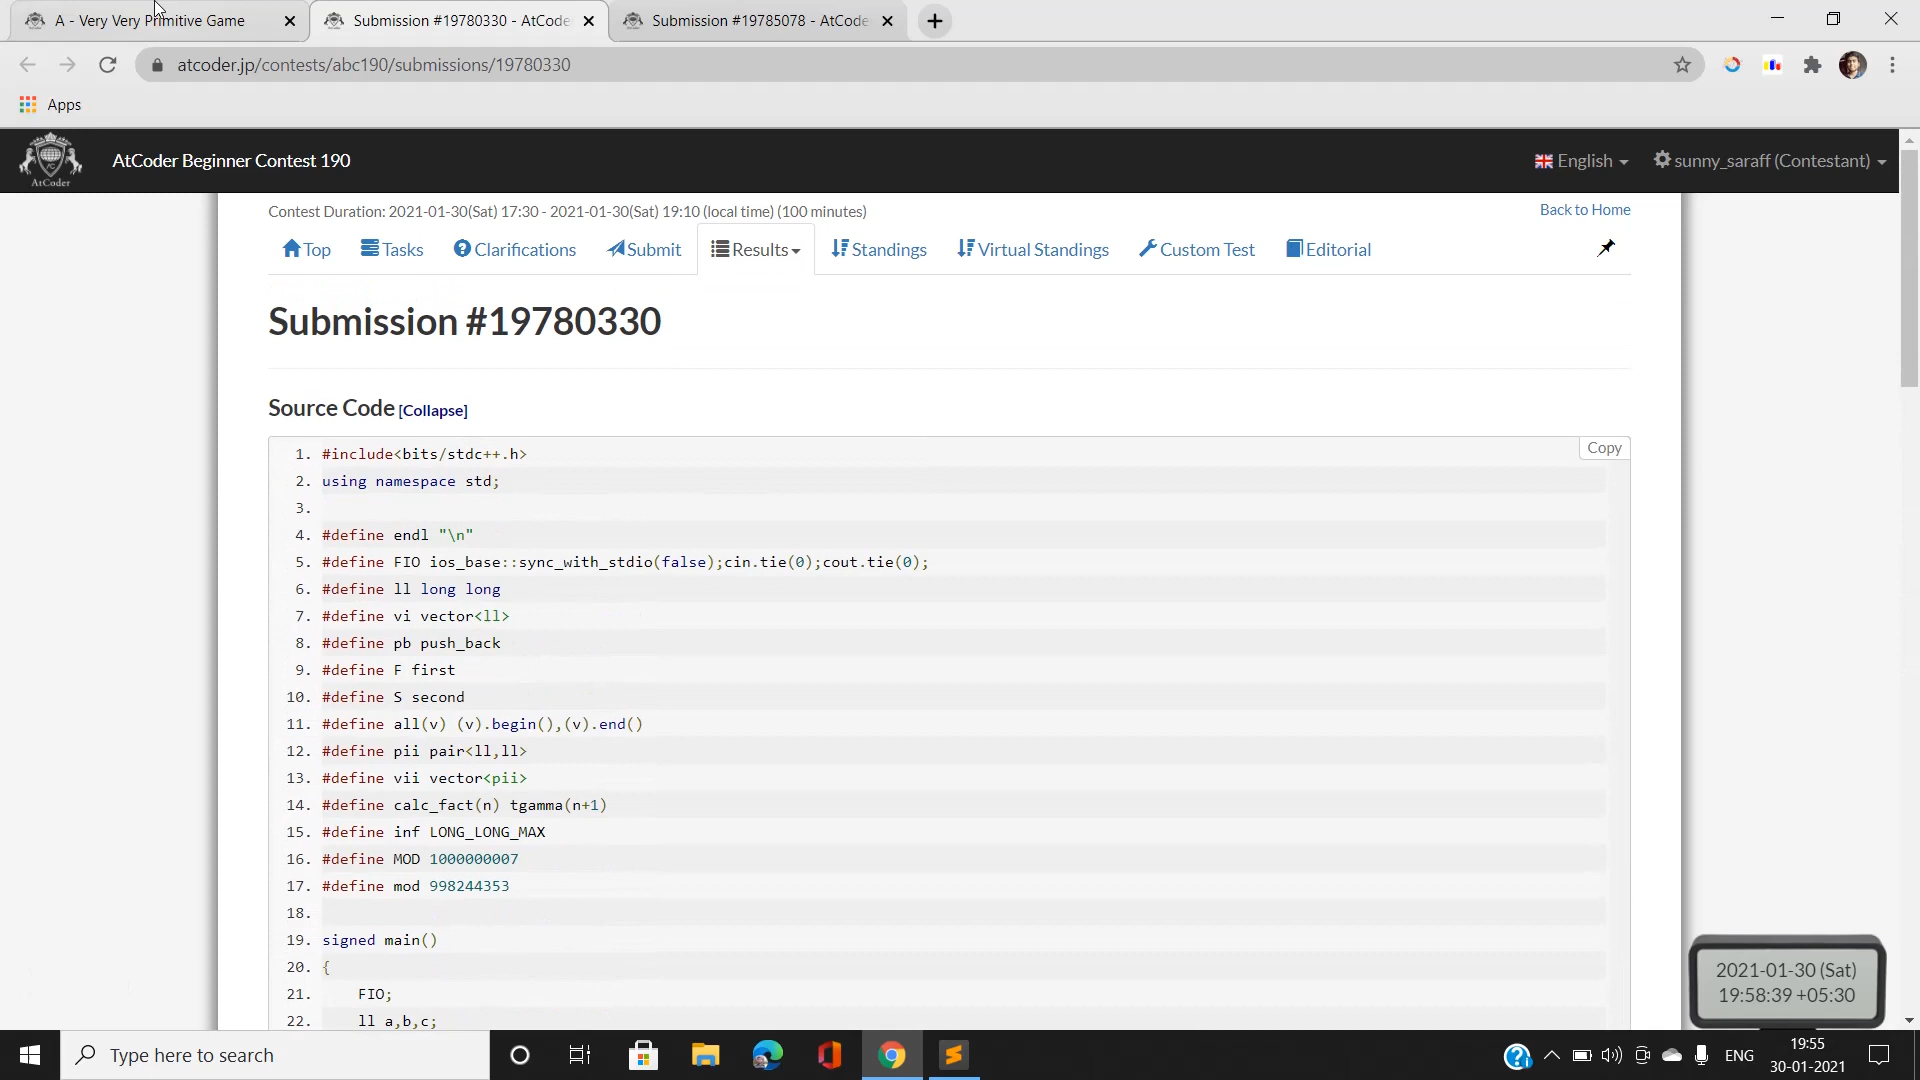 A - Very Very Primitive Game
Submission #19780330 - AtCode
Submission #19785078 - AtCode
atcoder.jp/contests/abc190/submissions/19780330
Apps
AtCoder
AtCoder Beginner Contest 190
English
sunny_saraff (Contestant)
Contest Duration: 2021-01-30(Sat) 17:30 - 2021-01-30(Sat) 19:10 (local time) (100 minutes)
Back to Home
Top
Tasks
Clarifications
Submit
Results
Standings
Virtual Standings
Custom Test
Editorial
Submission #19780330
Source Code [Collapse]
Copy
1. #include<bits/stdc++.h>
2. using namespace std;
3.
4. #define endl "\n"
5. #define FIO ios_base::sync_with_stdio(false);cin.tie(0);cout.tie(0);
6. #define ll long long
7. #define vi vector<ll>
8. #define pb push_back
9. #define F first
10. #define S second
11. #define all(v) (v).begin(),(v).end()
12. #define pii pair<ll,ll>
13. #define vii vector<pii>
14. #define calc_fact(n) tgamma(n+1)
15. #define inf LONG_LONG_MAX
16. #define MOD 1000000007
17. #define mod 998244353
18.
19. signed main()
20. {
21. FIO;
22. ll a,b,c;
2021-01-30 (Sat)
19:58:39 +05:30
Type here to search
ENG
19:55
30-01-2021